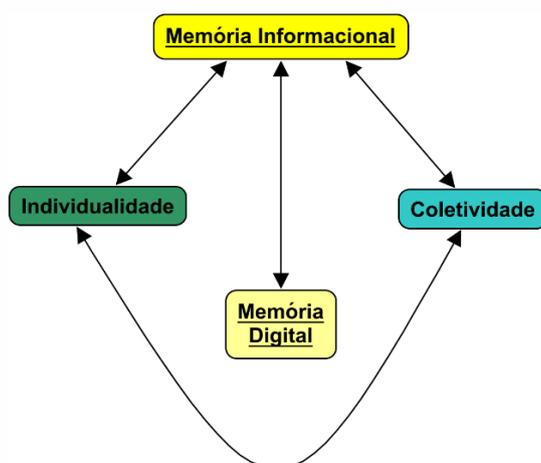 Memória Informacional
Individualidade
Coletividade
Memória
Digital